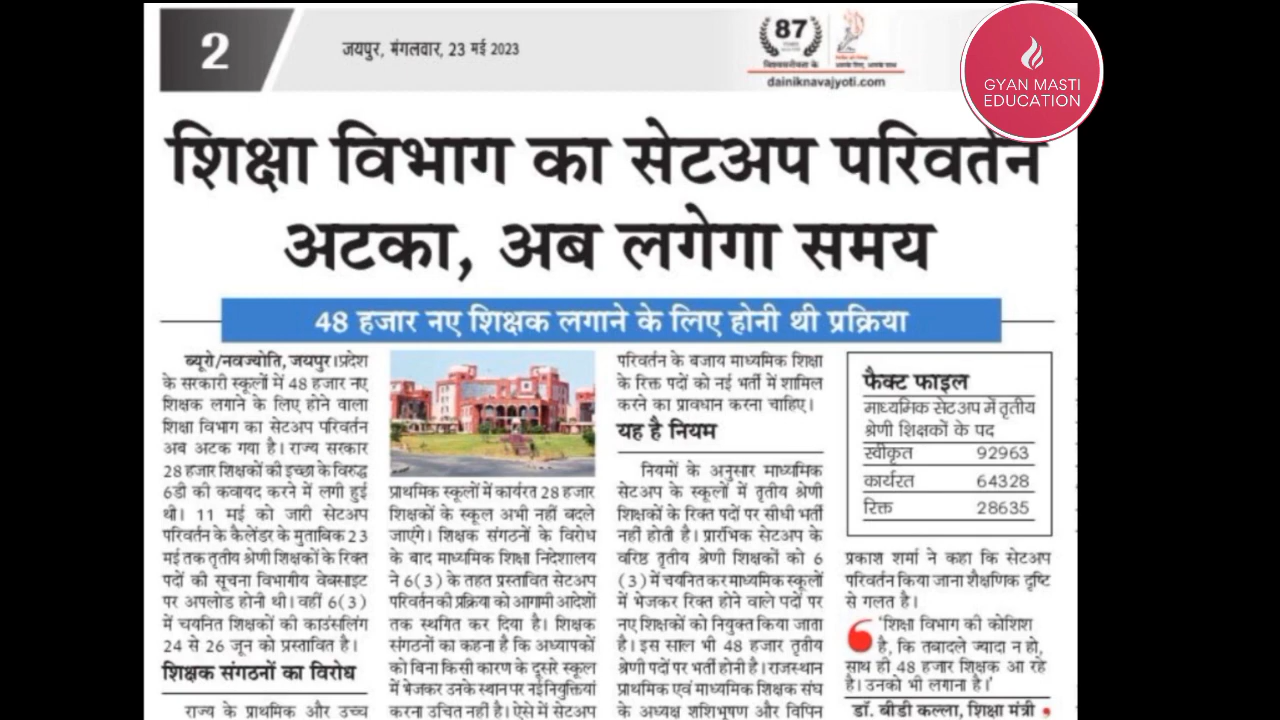 2
जयपुर, मंगलवार, 23 मई 2023
87
dainiknavajyoti.com
GYAN MASTI
EDUCATION
शिक्षा विभाग का सेटअप परिवर्तन
अटका, अब लगेगा समय
48 हजार नए शिक्षक लगाने के लिए होनी थी प्रक्रिया
ब्यूरो/नवज्योति, जयपुर।प्रदेश
के सरकारी स्कूलों में 48 हजार नए
शिक्षक लगाने के लिए होने वाला
शिक्षा विभाग का सेटअप परिवर्तन
अब अटक गया है। राज्य सरकार
28 हजार शिक्षकों की इच्छा के विरुद्ध
6डी की कवायद करने में लगी हुई
थी। 11 मई को जारी सेटअप
परिवर्तन के कैलेंडर के मुताबिक 23
मई तक तृतीय श्रेणी शिक्षकों के रिक्त
पदों की सूचना विभागीय वेबसाइट
पर अपलोड होनी थी। वहीं 6(3)
में चयनित शिक्षकों की काउंसलिंग
24 से 26 जून को प्रस्तावित है।
शिक्षक संगठनों का विरोध
राज्य के प्राथमिक और उच्च
प्राथमिक स्कूलों में कार्यरत 28 हजार
शिक्षकों के स्कूल अभी नहीं बदले
जाएंगे। शिक्षक संगठनों के विरोध
के बाद माध्यमिक शिक्षा निदेशालय
ने 6(3) के तहत प्रस्तावित सेटअप
परिवर्तन की प्रक्रिया को आगामी आदेशों
तक स्थगित कर दिया है। शिक्षक
संगठनों का कहना है कि अध्यापकों
को बिना किसी कारण के दूसरे स्कूल
में भेजकर उनके स्थान पर नई नियुक्तियां
करना उचित नहीं है। ऐसे में सेटअप
परिवर्तन के बजाय माध्यमिक शिक्षा
के रिक्त पदों को नई भर्ती में शामिल
करने का प्रावधान करना चाहिए।
यह है नियम
नियमों के अनुसार माध्यमिक
सेटअप के स्कूलों में तृतीय श्रेणी
शिक्षकों के रिक्त पदों पर सीधी भर्ती
नहीं होती है। प्रारंभिक सेटअप के
वरिष्ठ तृतीय श्रेणी शिक्षकों को 6
(3) में चयनित कर माध्यमिक स्कूलों
में भेजकर रिक्त होने वाले पदों पर
नए शिक्षकों को नियुक्त किया जाता
है। इस साल भी 48 हजार तृतीय
श्रेणी पदों पर भर्ती होनी है। राजस्थान
प्राथमिक एवं माध्यमिक शिक्षक संघ
के अध्यक्ष शशिभूषण और विपिन
फैक्ट फाइल
माध्यमिक सेटअप में तृतीय
श्रेणी शिक्षकों के पद
स्वीकृत 92963
कार्यरत 64328
रिक्त 28635
प्रकाश शर्मा ने कहा कि सेटअप
परिवर्तन किया जाना शैक्षणिक दृष्टि
से गलत है।
'शिक्षा विभाग की कोशिश
है, कि तबादले ज्यादा न हो,
साथ ही 48 हजार शिक्षक आ रहे
है। उनको भी लगाना है।'
डॉ. बीडी कल्ला, शिक्षा मंत्री